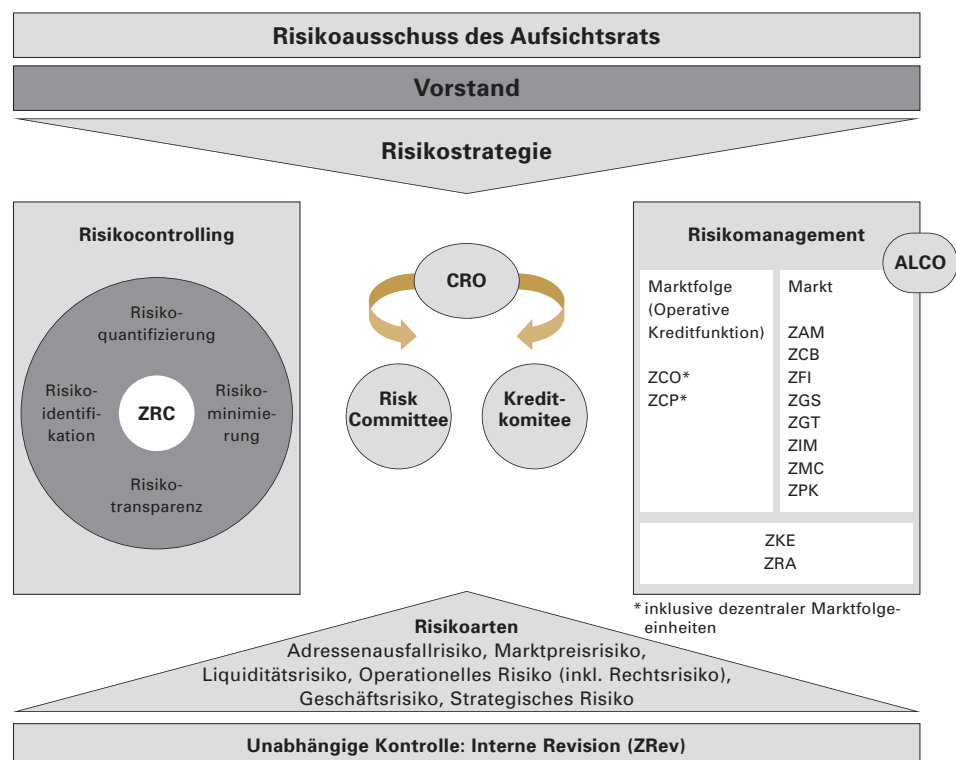 Risikoausschuss des Aufsichtsrats
Vorstand
Risikostrategie
Risikocontrolling
Risiko-
quantifizierung
Risiko-
identifi-
kation
ZRC
Risiko-
minimie-
rung
Risiko-
transparenz
CRO
Risk
Committee
Kredit-
komitee
Risikomanagement
ALCO
Marktfolge
(Operative
Kreditfunktion)
ZCO*
ZCP*
Markt
ZAM
ZCB
ZFI
ZGS
ZGT
ZIM
ZMC
ZPK
ZKE
ZRA
* inklusive dezentraler Marktfolge-
einheiten
Risikoarten
Adressenausfallrisiko, Marktpreisrisiko,
Liquiditätsrisiko, Operationelles Risiko (inkl. Rechtsrisiko),
Geschäftsrisiko, Strategisches Risiko
Unabhängige Kontrolle: Interne Revision (ZRev)